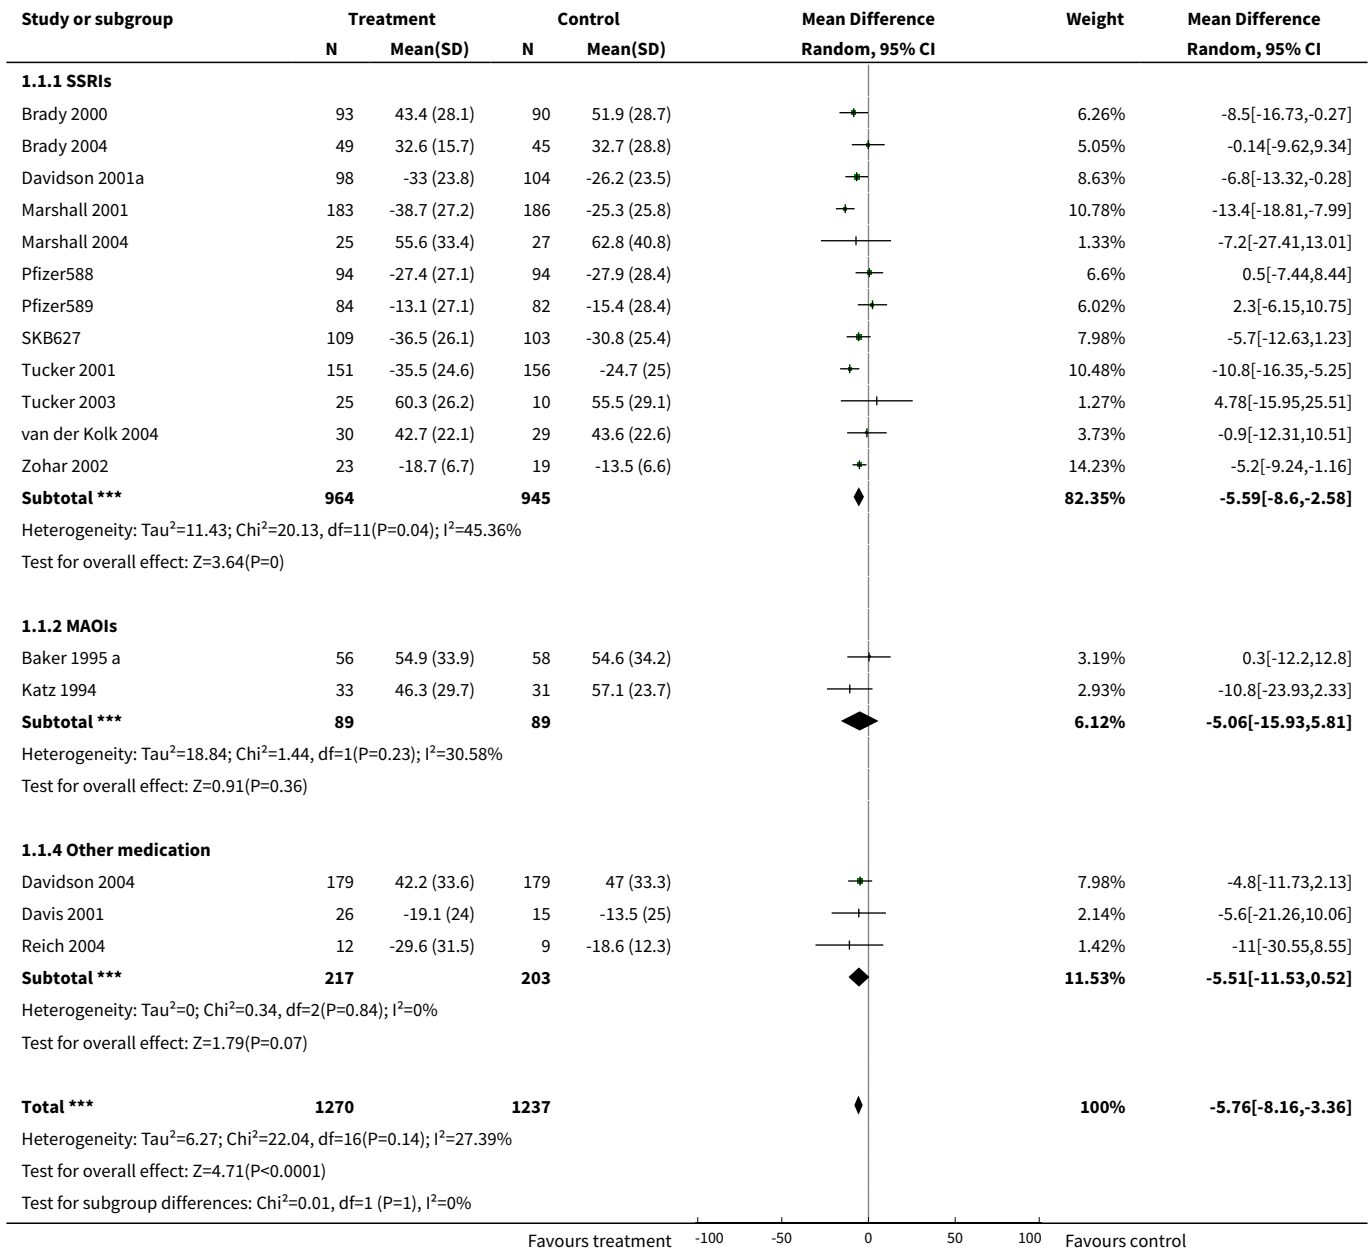 Study or subgroup Treatment Control Mean Difference Weight Mean Difference
N Mean(SD) N Mean(SD) Random, 95% CI Random, 95% CI
1.1.1 SSRIs
Brady 2000 93 43.4 (28.1) 90 51.9 (28.7) 6.26% -8.5[-16.73,-0.27]
Brady 2004 49 32.6 (15.7) 45 32.7 (28.8) 5.05% -0.14[-9.62,9.34]
Davidson 2001a 98 -33 (23.8) 104 -26.2 (23.5) 8.63% -6.8[-13.32,-0.28]
Marshall 2001 183 -38.7 (27.2) 186 -25.3 (25.8) 10.78% -13.4[-18.81,-7.99]
Marshall 2004 25 55.6 (33.4) 27 62.8 (40.8) 1.33% -7.2[-27.41,13.01]
Pfizer588 94 -27.4 (27.1) 94 -27.9 (28.4) 6.6% 0.5[-7.44,8.44]
Pfizer589 84 -13.1 (27.1) 82 -15.4 (28.4) 6.02% 2.3[-6.15,10.75]
SKB627 109 -36.5 (26.1) 103 -30.8 (25.4) 7.98% -5.7[-12.63,1.23]
Tucker 2001 151 -35.5 (24.6) 156 -24.7 (25) 10.48% -10.8[-16.35,-5.25]
Tucker 2003 25 60.3 (26.2) 10 55.5 (29.1) 1.27% 4.78[-15.95,25.51]
van der Kolk 2004 30 42.7 (22.1) 29 43.6 (22.6) 3.73% -0.9[-12.31,10.51]
Zohar 2002 23 -18.7 (6.7) 19 -13.5 (6.6) 14.23% -5.2[-9.24,-1.16]
Subtotal *** 964 945 82.35% -5.59[-8.6,-2.58]
Heterogeneity: Tau²=11.43; Chi²=20.13, df=11(P=0.04); I²=45.36%
Test for overall effect: Z=3.64(P=0)
1.1.2 MAOIs
Baker 1995 a 56 54.9 (33.9) 58 54.6 (34.2) 3.19% 0.3[-12.2,12.8]
Katz 1994 33 46.3 (29.7) 31 57.1 (23.7) 2.93% -10.8[-23.93,2.33]
Subtotal *** 89 89 6.12% -5.06[-15.93,5.81]
Heterogeneity: Tau²=18.84; Chi²=1.44, df=1(P=0.23); I²=30.58%
Test for overall effect: Z=0.91(P=0.36)
1.1.4 Other medication
Davidson 2004 179 42.2 (33.6) 179 47 (33.3) 7.98% -4.8[-11.73,2.13]
Davis 2001 26 -19.1 (24) 15 -13.5 (25) 2.14% -5.6[-21.26,10.06]
Reich 2004 12 -29.6 (31.5) 9 -18.6 (12.3) 1.42% -11[-30.55,8.55]
Subtotal *** 217 203 11.53% -5.51[-11.53,0.52]
Heterogeneity: Tau²=0; Chi²=0.34, df=2(P=0.84); I²=0%
Test for overall effect: Z=1.79(P=0.07)
Total *** 1270 1237 100% -5.76[-8.16,-3.36]
Heterogeneity: Tau²=6.27; Chi²=22.04, df=16(P=0.14); I²=27.39%
Test for overall effect: Z=4.71(P<0.0001)
Test for subgroup differences: Chi²=0.01, df=1 (P=1), I²=0%
Favours treatment -100 -50 0 50 100 Favours control